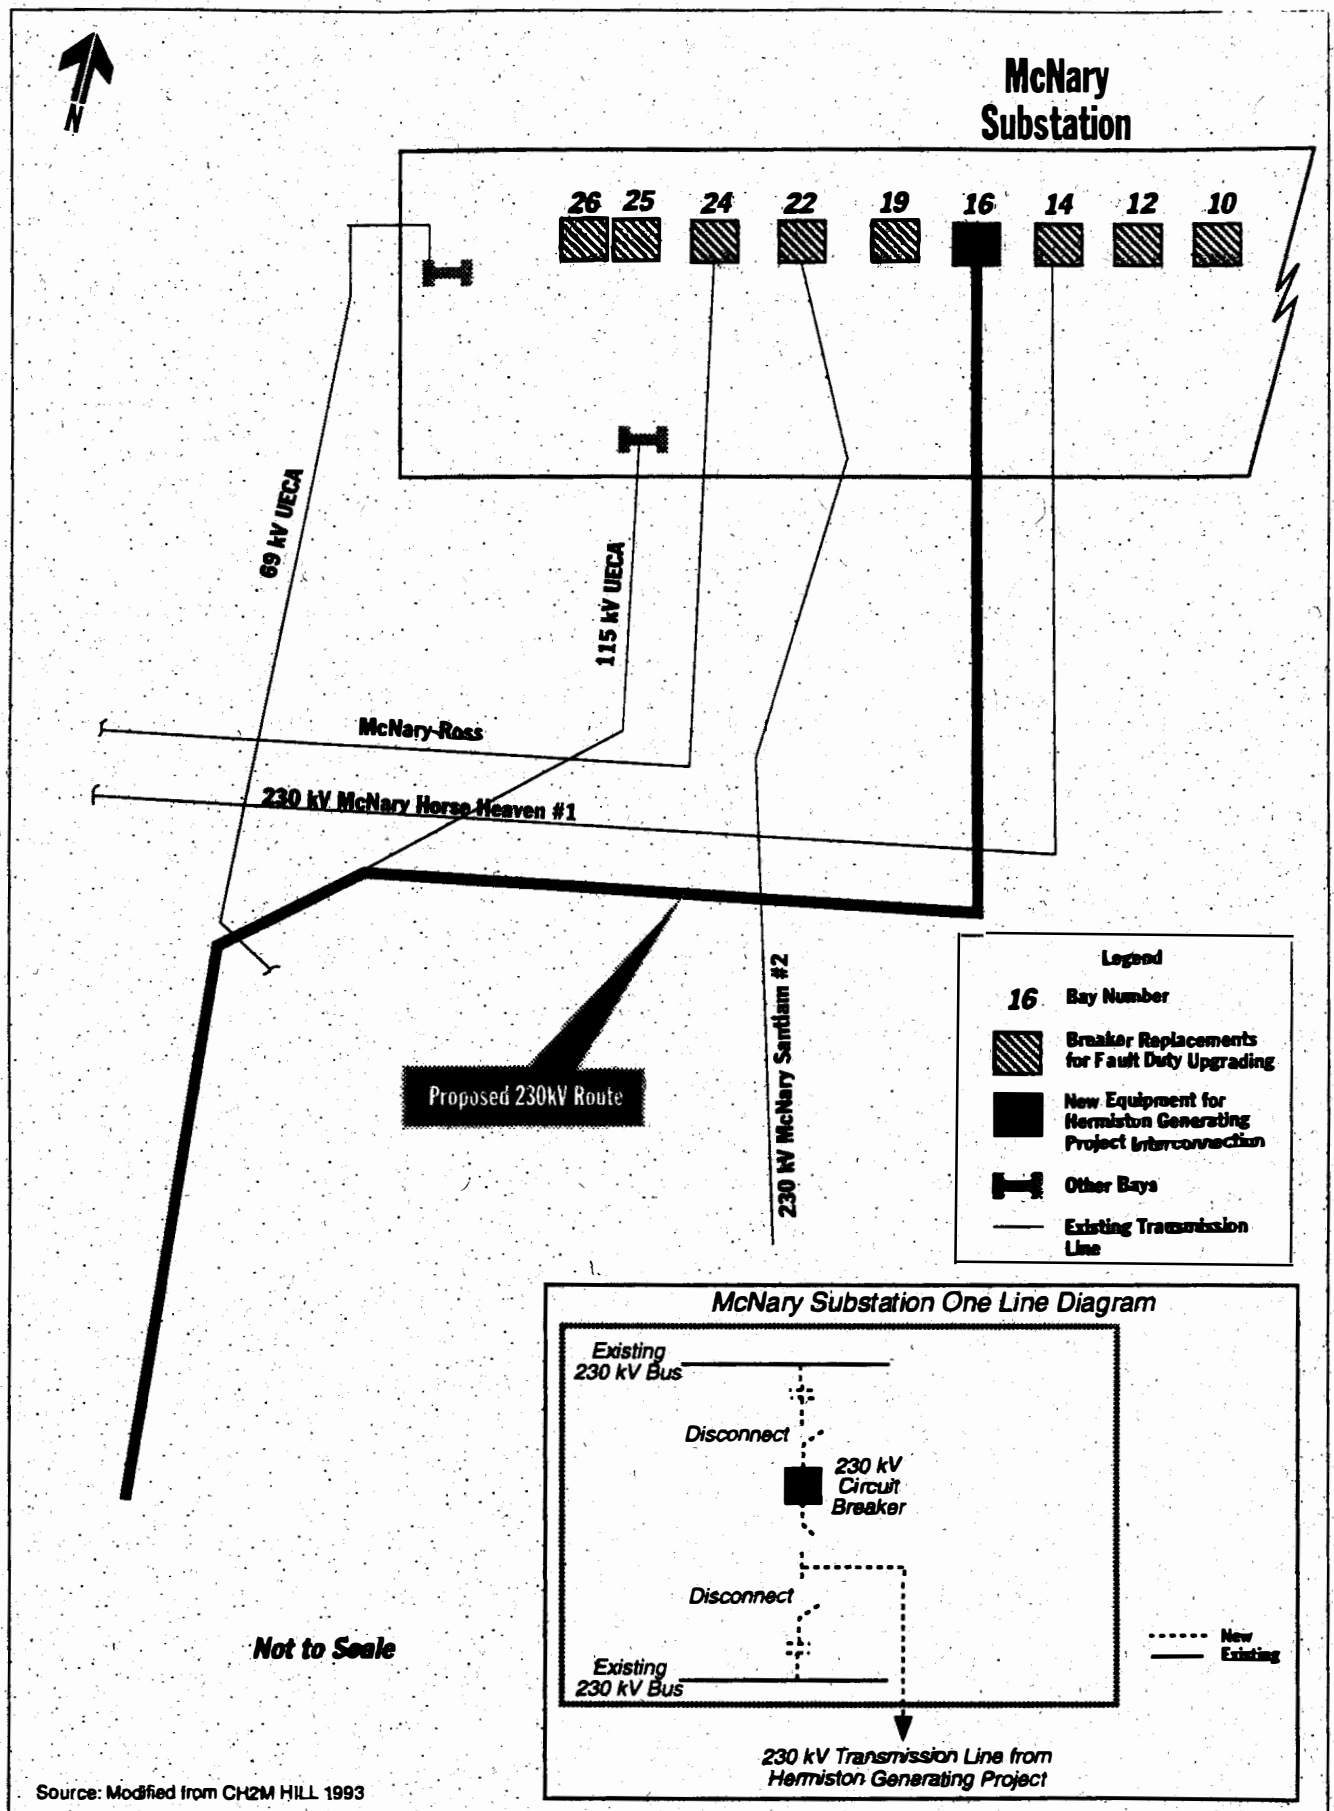 N
McNary
Substation
26 25 24 22 19 16 14 12 10
69 kV UECA
115 kV UECA
McNary-Ross
230 kV McNary Horse Heaven #1
230 kV McNary Santiam #2
Proposed 230kV Route
Legend
16 Bay Number
Breaker Replacements
for Fault Duty Upgrading
New Equipment for
Hermiston Generating
Project Interconnection
Other Bays
Existing Transmission
Line
McNary Substation One Line Diagram
Existing
230 kV Bus
Disconnect
230 kV
Circuit
Breaker
Disconnect
Existing
230 kV Bus
New
Existing
230 kV Transmission Line from
Hermiston Generating Project
Not to Scale
Source: Modified from CH2M HILL 1993